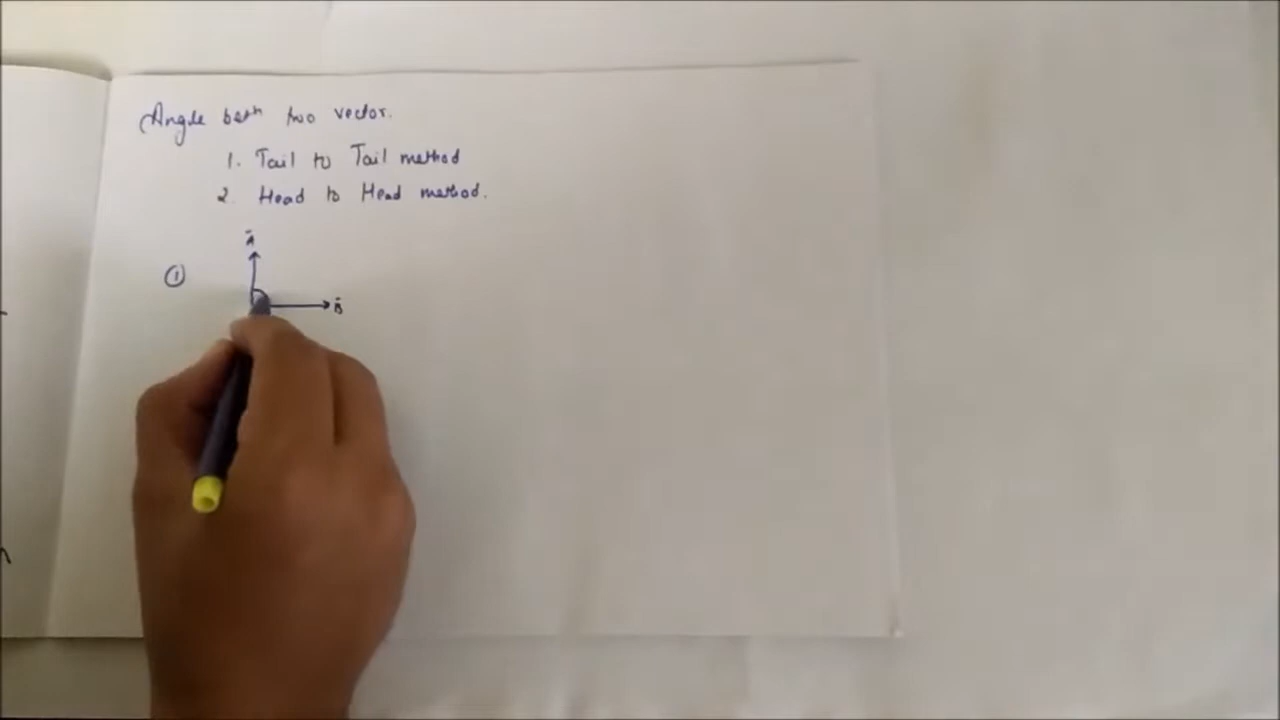 Angle betn two vector.
1. Tail to Tail method
2. Head to Head method.
A
①
B